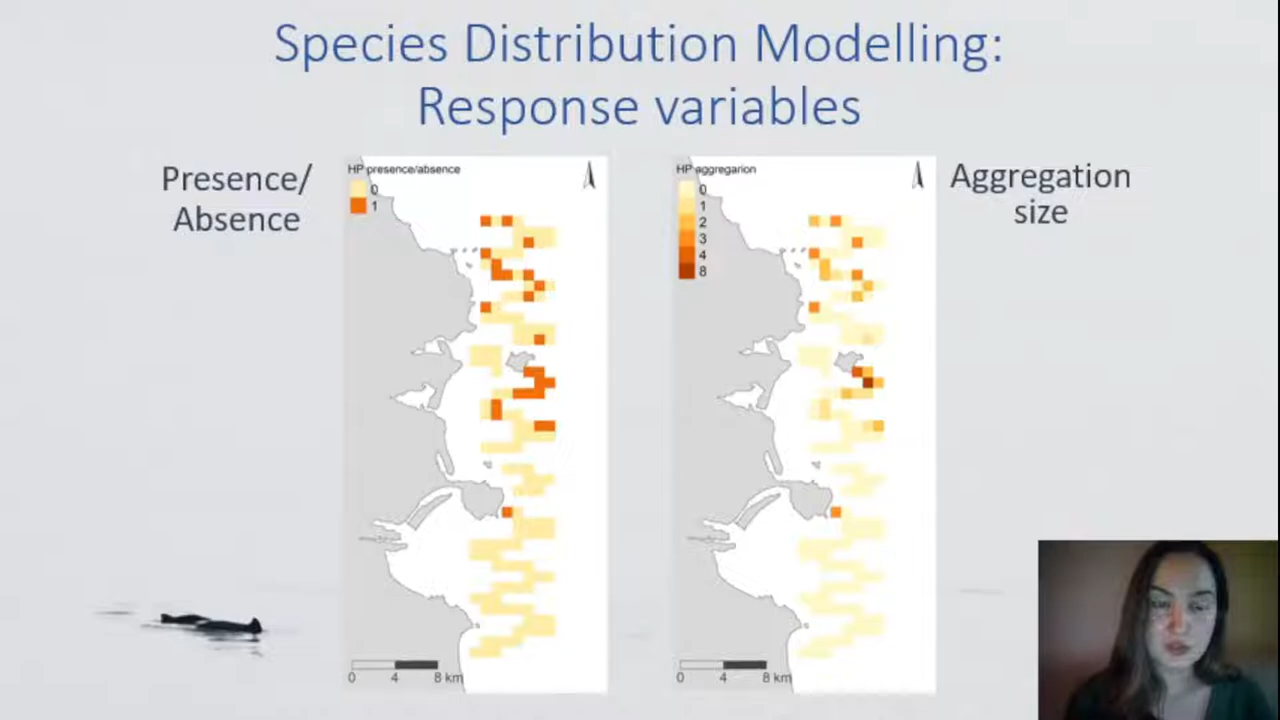 Species Distribution Modelling:
Response variables
Presence/
Absence
HP presence/absence
0
1
0 4 8 km
HP aggregarion
0
1
2
3
4
8
0 4 8 km
Aggregation
size